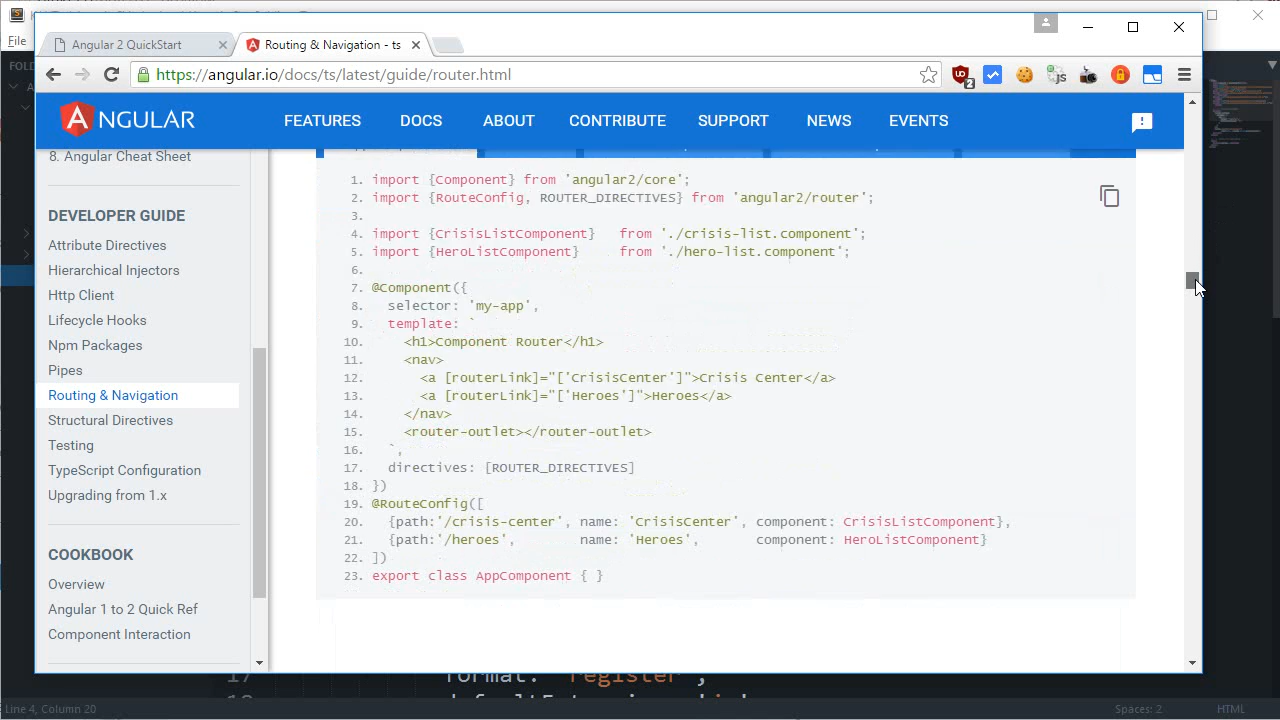 File
FOL
Angular 2 QuickStart
Routing & Navigation - ts
https://angular.io/docs/ts/latest/guide/router.html
2
js
ANGULAR
FEATURES
DOCS
ABOUT
CONTRIBUTE
SUPPORT
NEWS
EVENTS
8. Angular Cheat Sheet
DEVELOPER GUIDE
Attribute Directives
Hierarchical Injectors
Http Client
Lifecycle Hooks
Npm Packages
Pipes
Routing & Navigation
Structural Directives
Testing
TypeScript Configuration
Upgrading from 1.x
COOKBOOK
Overview
Angular 1 to 2 Quick Ref
Component Interaction
1. import {Component} from 'angular2/core';
2. import {RouteConfig, ROUTER_DIRECTIVES} from 'angular2/router';
3.
4. import {CrisisListComponent}   from './crisis-list.component';
5. import {HeroListComponent}     from './hero-list.component';
6.
7. @Component({
8.   selector: 'my-app',
9.   template: `
10.     <h1>Component Router</h1>
11.     <nav>
12.       <a [routerLink]="['CrisisCenter']">Crisis Center</a>
13.       <a [routerLink]="['Heroes']">Heroes</a>
14.     </nav>
15.     <router-outlet></router-outlet>
16.   `,
17.   directives: [ROUTER_DIRECTIVES]
18. })
19. @RouteConfig([
20.   {path:'/crisis-center', name: 'CrisisCenter', component: CrisisListComponent},
21.   {path:'/heroes',        name: 'Heroes',       component: HeroListComponent}
22. ])
23. export class AppComponent { }
17 format: 'register',
Line 4, Column 20
Spaces: 2
HTML